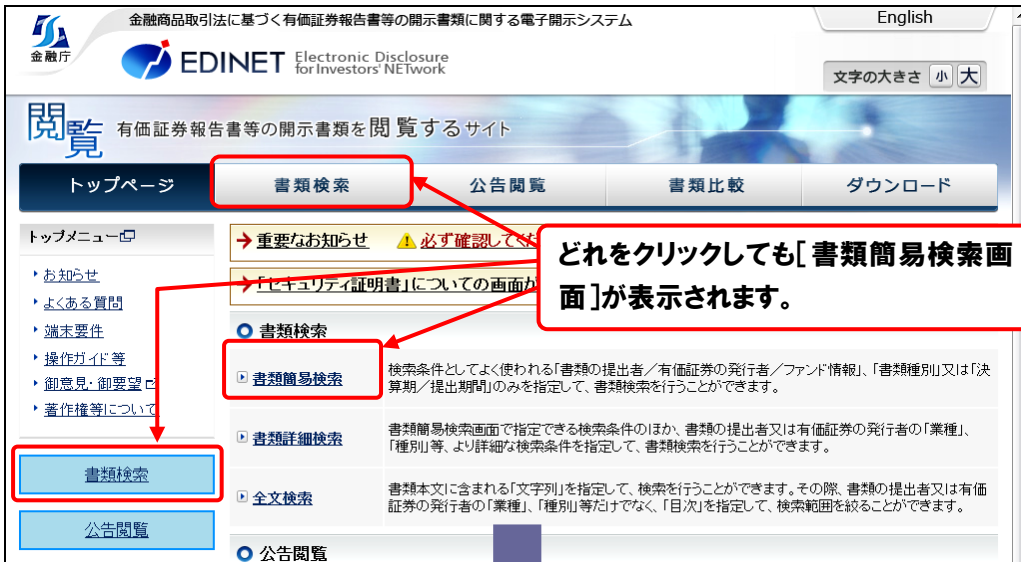 金融商品取引法に基づく有価証券報告書等の開示書類に関する電子開示システム
English
金融庁
EDINET Electronic Disclosure
for Investors' NETwork
文字の大きさ 小 大
閲覧 有価証券報告書等の開示書類を閲覧するサイト
トップページ 書類検索 公告閲覧 書類比較 ダウンロード
トップメニュー
お知らせ
よくある質問
端末要件
操作ガイド等
御意見・御要望
著作権等について
書類検索
公告閲覧
重要なお知らせ 必ず確認してくだ
「セキュリティ証明書」についての画面が
どれをクリックしても[書類簡易検索画
面]が表示されます。
書類検索
書類簡易検索
検索条件としてよく使われる「書類の提出者／有価証券の発行者／ファンド情報」、「書類種別」又は「決
算期／提出期間」のみを指定して、書類検索を行うことができます。
書類詳細検索
書類簡易検索画面で指定できる検索条件のほか、書類の提出者又は有価証券の発行者の「業種」、
「種別」等、より詳細な検索条件を指定して、書類検索を行うことができます。
全文検索
書類本文に含まれる「文字列」を指定して、検索を行うことができます。その際、書類の提出者又は有価
証券の発行者の「業種」、「種別」等だけでなく、「目次」を指定して、検索範囲を絞ることができます。
公告閲覧